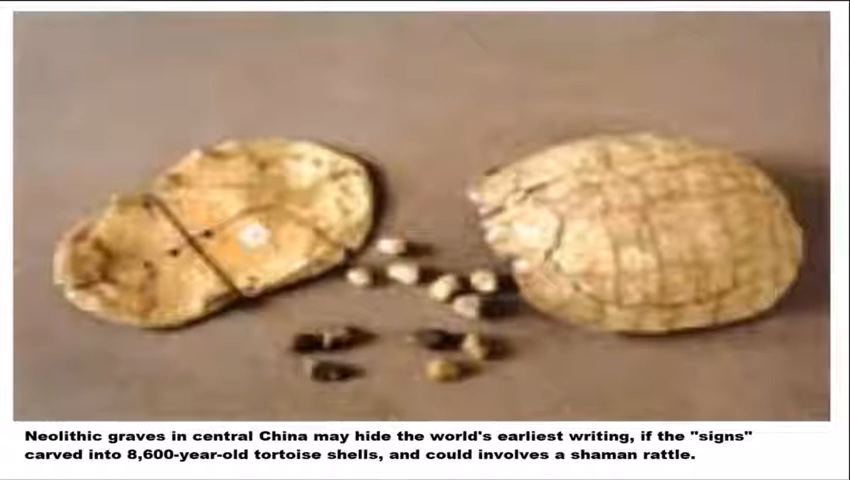 Neolithic graves in central China may hide the world's earliest writing, if the "signs"
carved into 8,600-year-old tortoise shells, and could involves a shaman rattle.